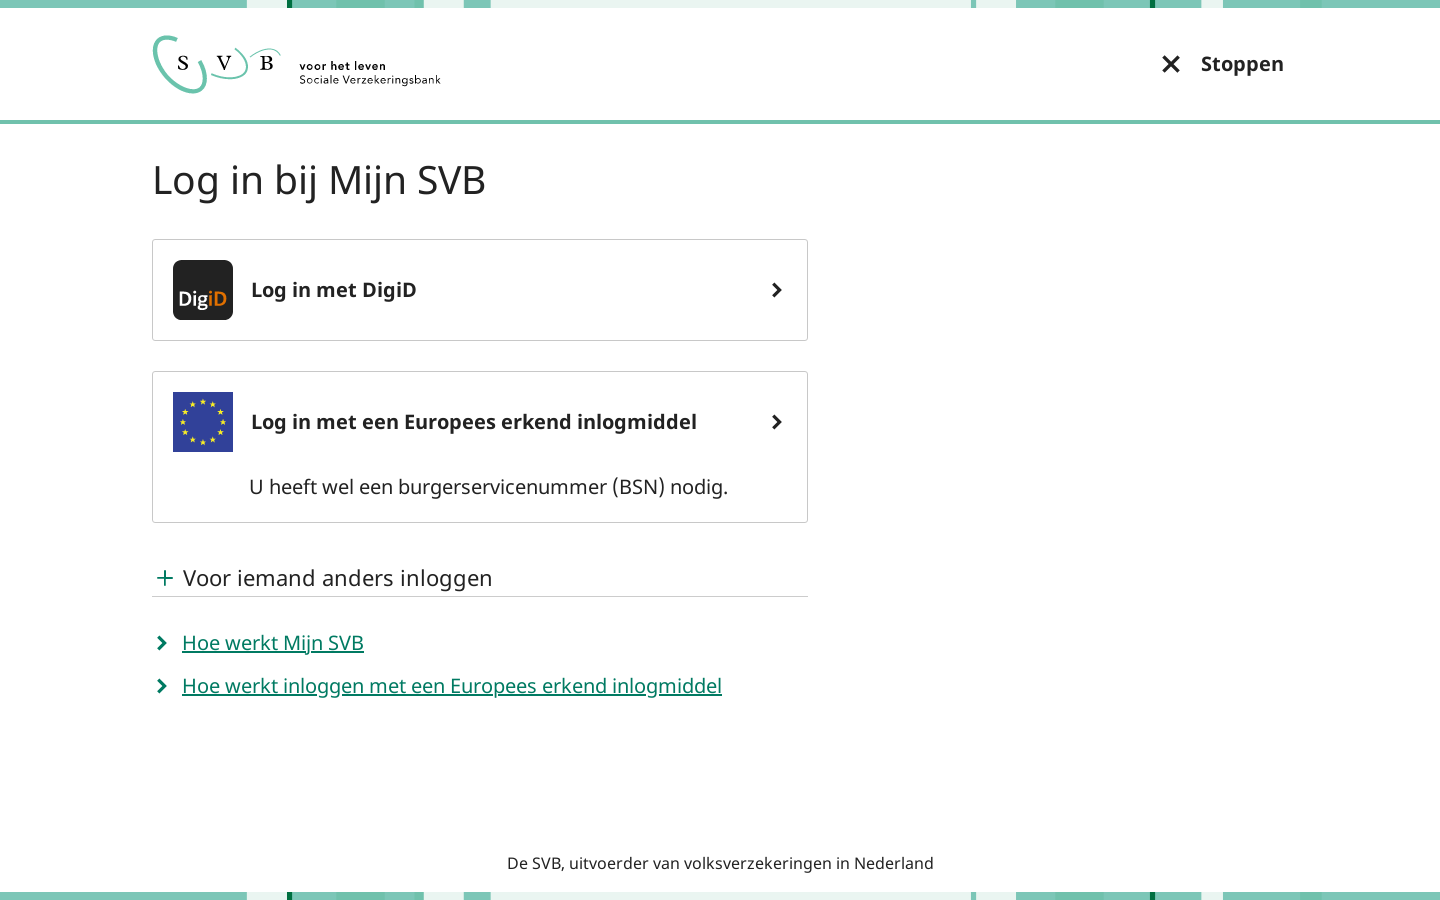 S V B
voor het leven
Sociale Verzekeringsbank
Stoppen
Log in bij Mijn SVB
DigiD
Log in met DigiD
Log in met een Europees erkend inlogmiddel
U heeft wel een burgerservicenummer (BSN) nodig.
Voor iemand anders inloggen
Hoe werkt Mijn SVB
Hoe werkt inloggen met een Europees erkend inlogmiddel
De SVB, uitvoerder van volksverzekeringen in Nederland